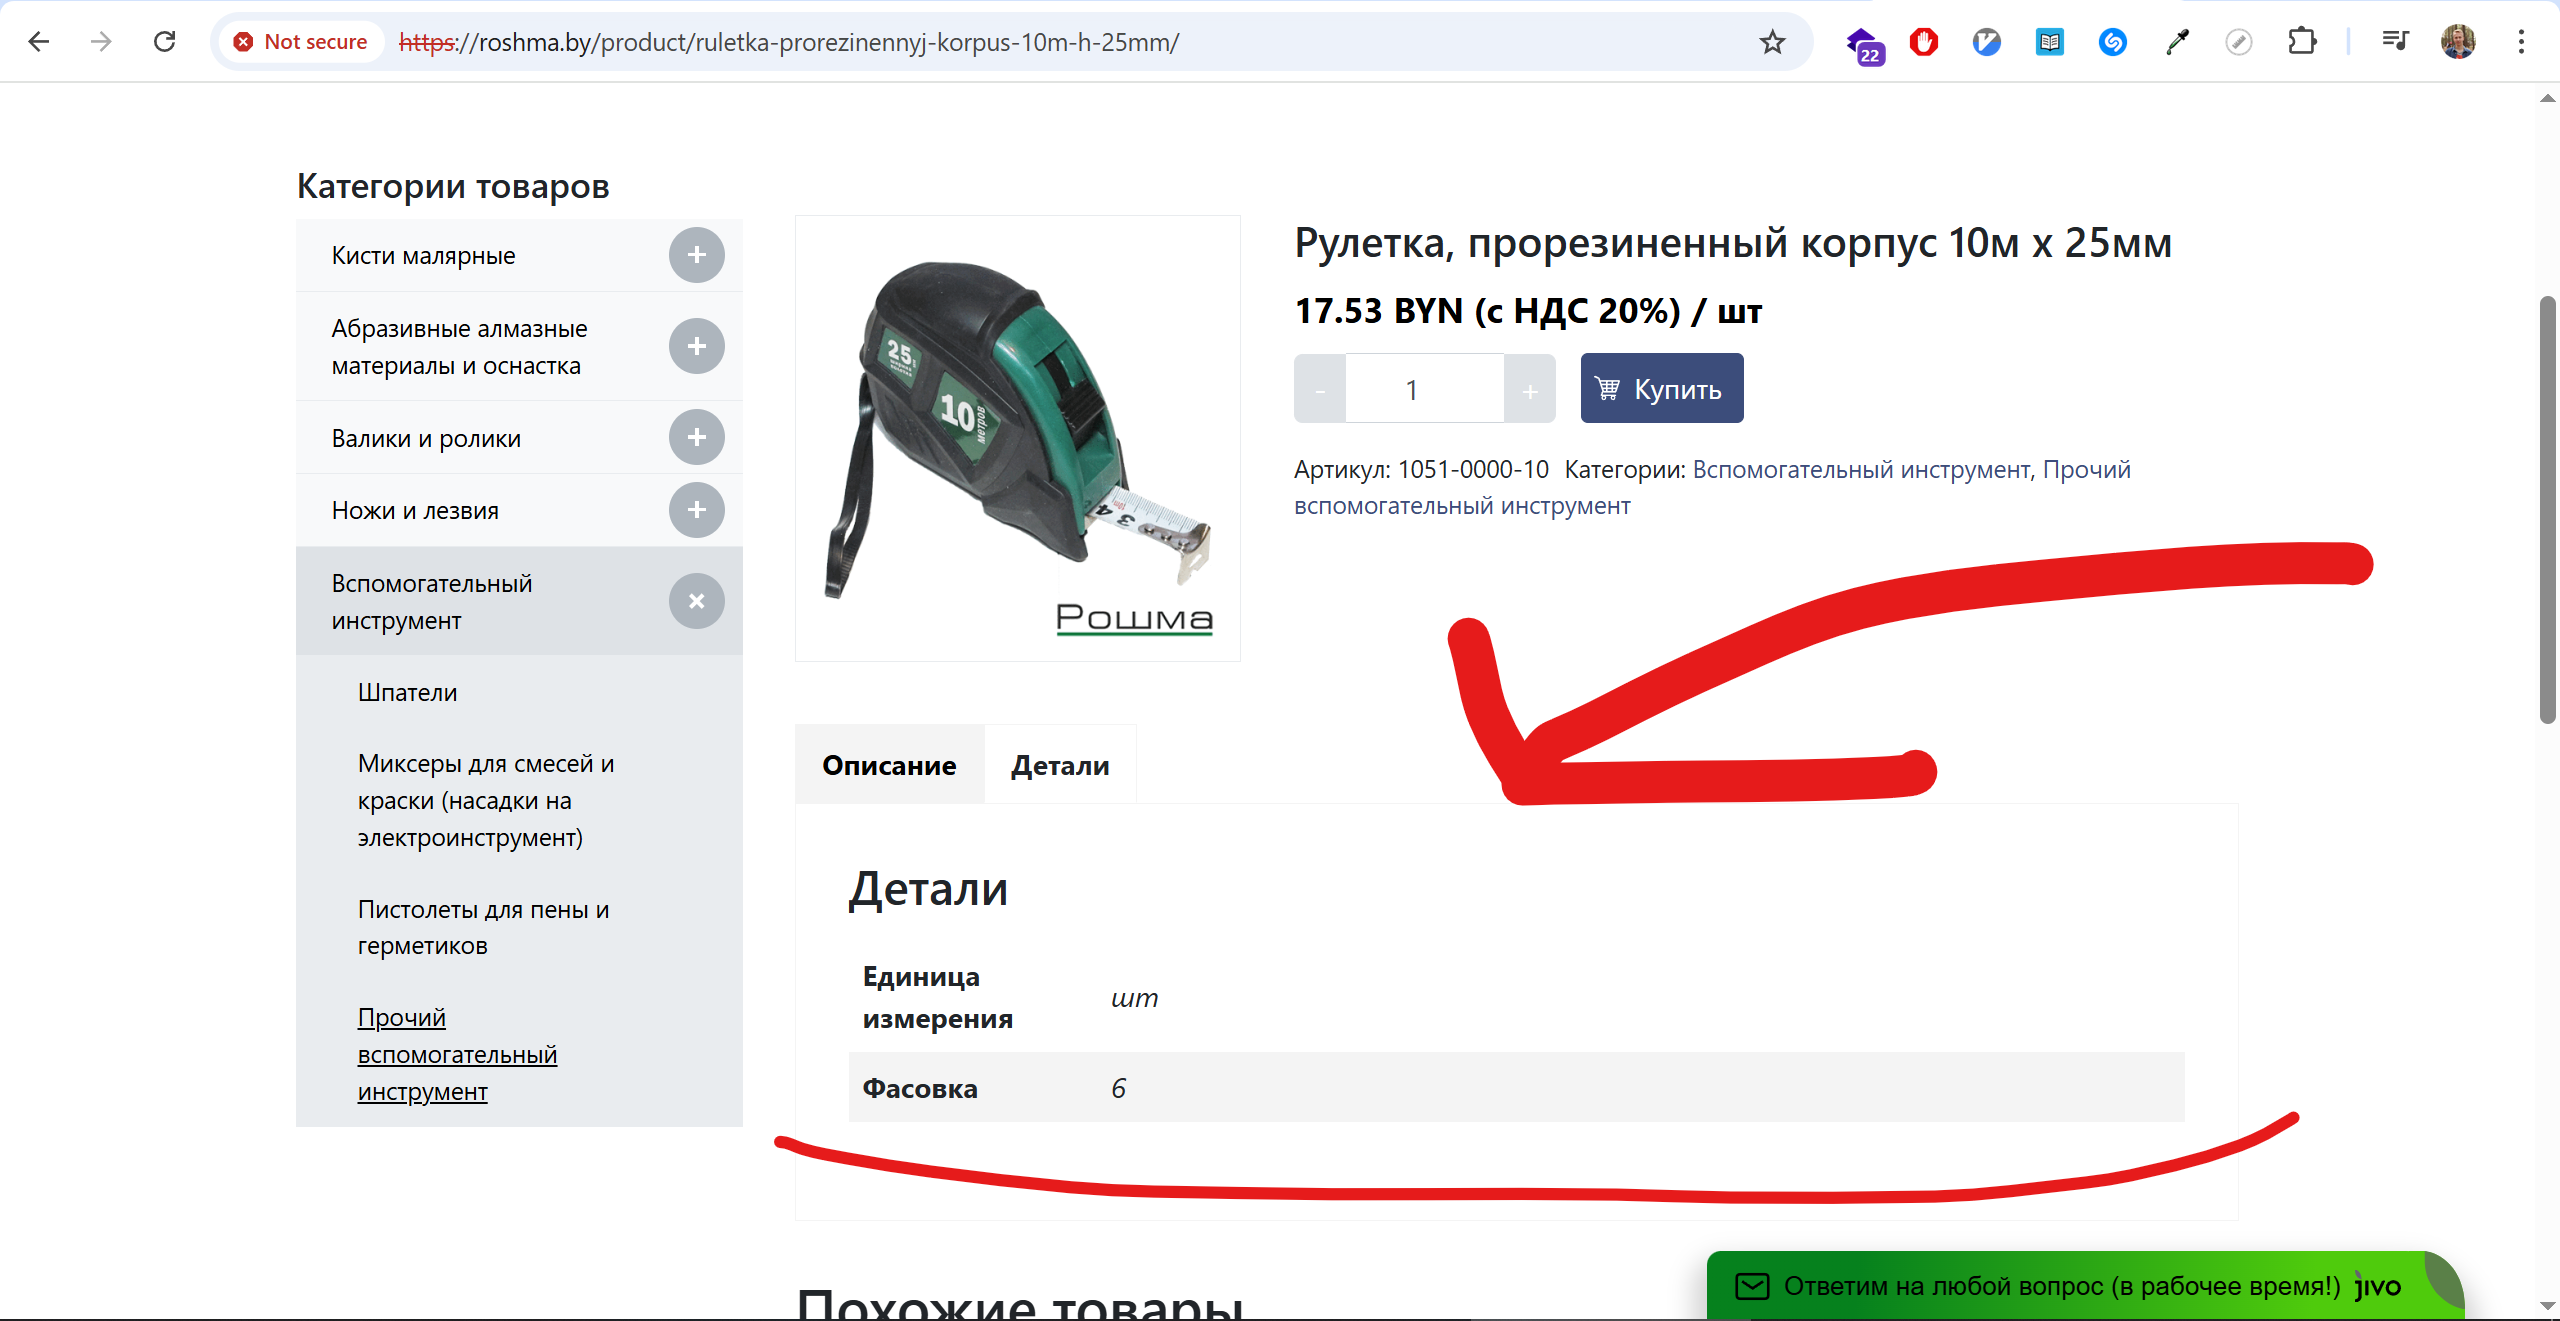 Not secure
https://roshma.by/product/ruletka-prorezinennyj-korpus-10m-h-25mm/
22
Категории товаров
Кисти малярные
Абразивные алмазные
материалы и оснастка
Валики и ролики
Ножи и лезвия
Вспомогательный
инструмент
Шпатели
Миксеры для смесей и
краски (насадки на
электроинструмент)
Пистолеты для пены и
герметиков
Прочий
вспомогательный
инструмент
25
10
метров
3 4
Рошма
Рулетка, прорезиненный корпус 10м х 25мм
17.53 BYN (с НДС 20%) / шт
- 1 +
Купить
Артикул: 1051-0000-10 Категории: Вспомогательный инструмент, Прочий
вспомогательный инструмент
Описание Детали
Детали
Единица
измерения
шт
Фасовка 6
Похожие товары
Ответим на любой вопрос (в рабочее время!) jivo